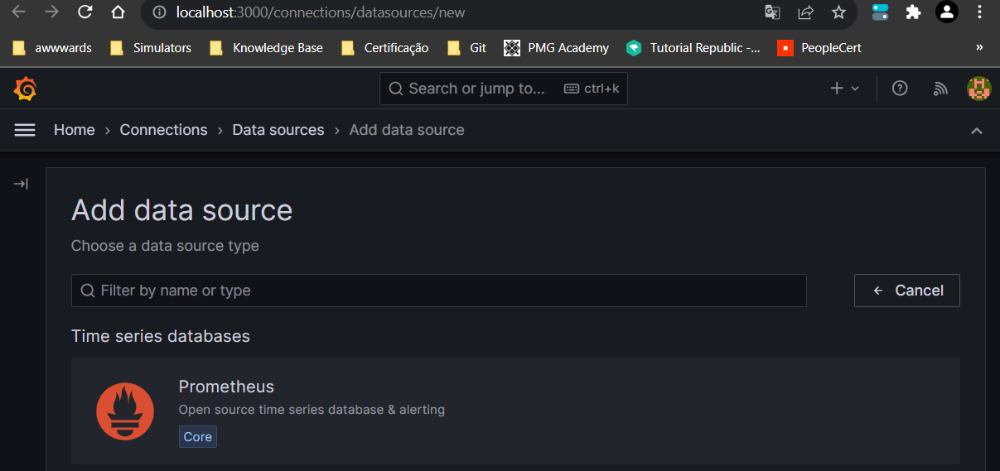 localhost:3000/connections/datasources/new
awwwards Simulators Knowledge Base Certificação Git PMG Academy Tutorial Republic -... PeopleCert »
Search or jump to... ctrl+k
Home › Connections › Data sources › Add data source
Add data source
Choose a data source type
Filter by name or type
Cancel
Time series databases
Prometheus
Open source time series database & alerting
Core